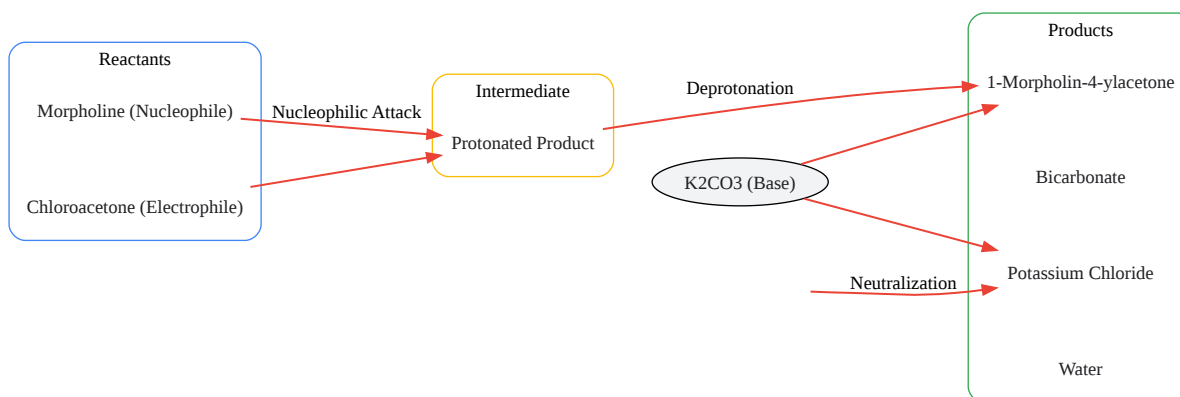 Reactants
Morpholine (Nucleophile)
Chloroacetone (Electrophile)
Nucleophilic Attack
Intermediate
Protonated Product
Deprotonation
K2CO3 (Base)
Neutralization
Products
1-Morpholin-4-ylacetone
Bicarbonate
Potassium Chloride
Water